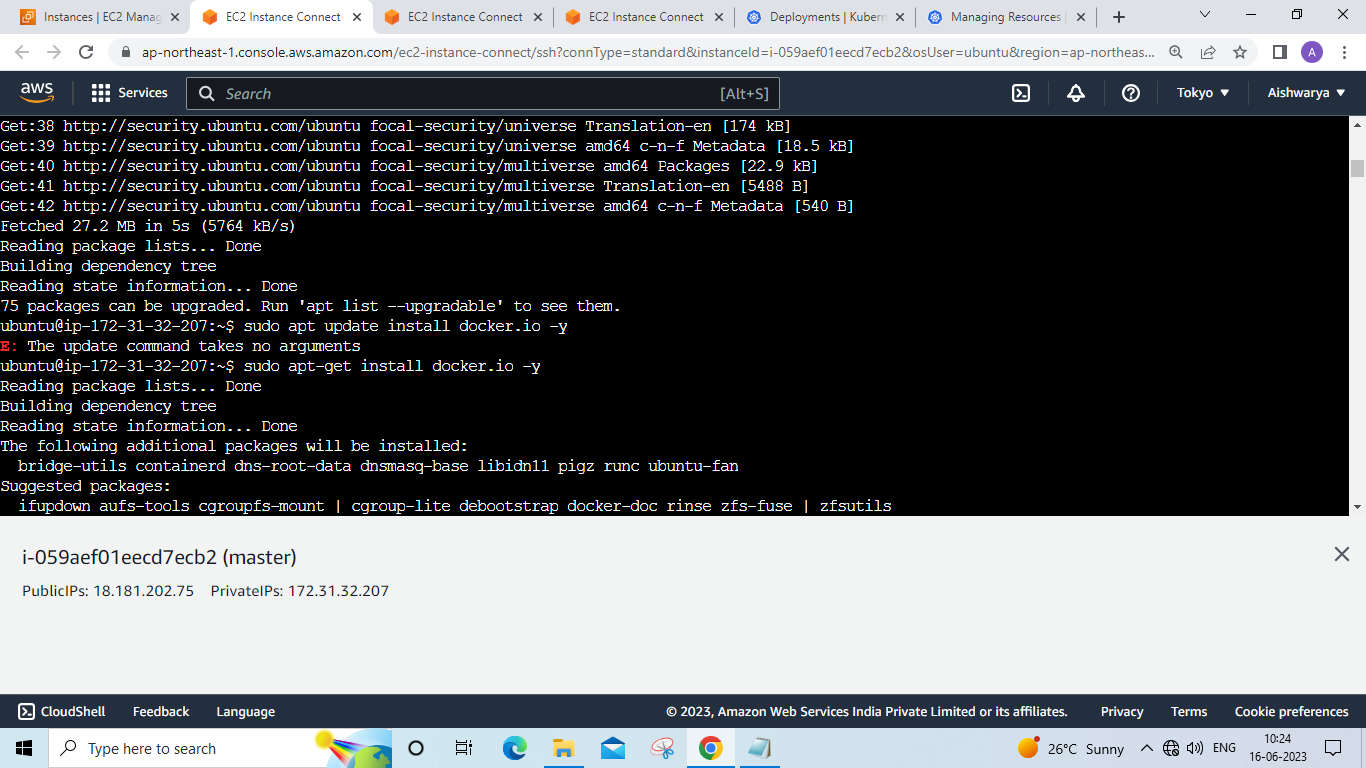 Instances | EC2 Manag
EC2 Instance Connect
EC2 Instance Connect
EC2 Instance Connect
Deployments | Kubern
Managing Resources |
ap-northeast-1.console.aws.amazon.com/ec2-instance-connect/ssh?connType=standard&instanceId=i-059aef01eecd7ecb2&osUser=ubuntu&region=ap-northeas...
A
aws
Services
Search
[Alt+S]
Tokyo
Aishwarya
Get:38 http://security.ubuntu.com/ubuntu focal-security/universe Translation-en [174 kB]
Get:39 http://security.ubuntu.com/ubuntu focal-security/universe amd64 c-n-f Metadata [18.5 kB]
Get:40 http://security.ubuntu.com/ubuntu focal-security/multiverse amd64 Packages [22.9 kB]
Get:41 http://security.ubuntu.com/ubuntu focal-security/multiverse Translation-en [5488 B]
Get:42 http://security.ubuntu.com/ubuntu focal-security/multiverse amd64 c-n-f Metadata [540 B]
Fetched 27.2 MB in 5s (5764 kB/s)
Reading package lists... Done
Building dependency tree
Reading state information... Done
75 packages can be upgraded. Run 'apt list --upgradable' to see them.
ubuntu@ip-172-31-32-207:~$ sudo apt update install docker.io -y
E: The update command takes no arguments
ubuntu@ip-172-31-32-207:~$ sudo apt-get install docker.io -y
Reading package lists... Done
Building dependency tree
Reading state information... Done
The following additional packages will be installed:
  bridge-utils containerd dns-root-data dnsmasq-base libidn11 pigz runc ubuntu-fan
Suggested packages:
  ifupdown aufs-tools cgroupfs-mount | cgroup-lite debootstrap docker-doc rinse zfs-fuse | zfsutils
i-059aef01eecd7ecb2 (master)
PublicIPs: 18.181.202.75 PrivateIPs: 172.31.32.207
CloudShell
Feedback
Language
© 2023, Amazon Web Services India Private Limited or its affiliates.
Privacy
Terms
Cookie preferences
Type here to search
26°C Sunny
ENG
10:24
16-06-2023